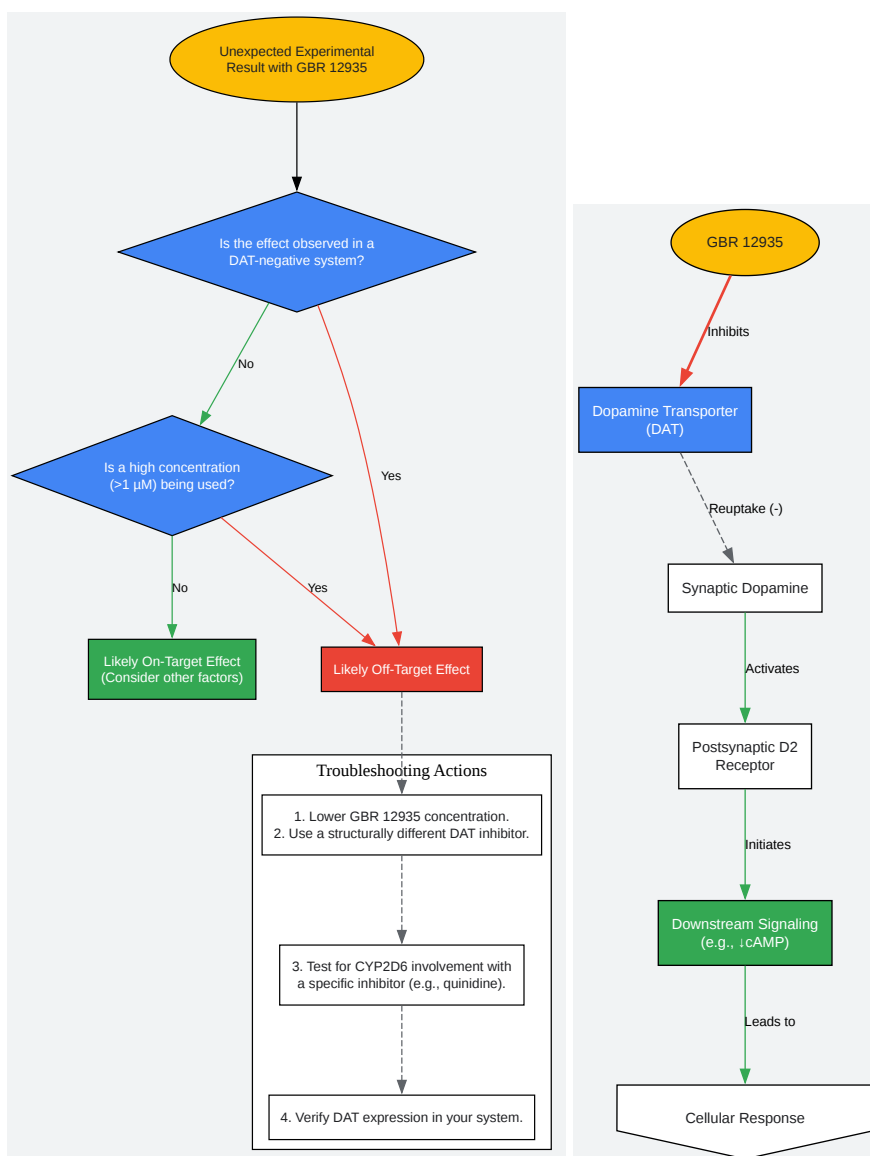 Unexpected Experimental
Result with GBR 12935
Is the effect observed in a
DAT-negative system?
No
Yes
Is a high concentration
(>1 µM) being used?
No
Yes
Likely On-Target Effect
(Consider other factors)
Likely Off-Target Effect
Troubleshooting Actions
1. Lower GBR 12935 concentration.
2. Use a structurally different DAT inhibitor.
3. Test for CYP2D6 involvement with
a specific inhibitor (e.g., quinidine).
4. Verify DAT expression in your system.
GBR 12935
Inhibits
Dopamine Transporter
(DAT)
Reuptake (-)
Synaptic Dopamine
Activates
Postsynaptic D2
Receptor
Initiates
Downstream Signaling
(e.g., ↓cAMP)
Leads to
Cellular Response